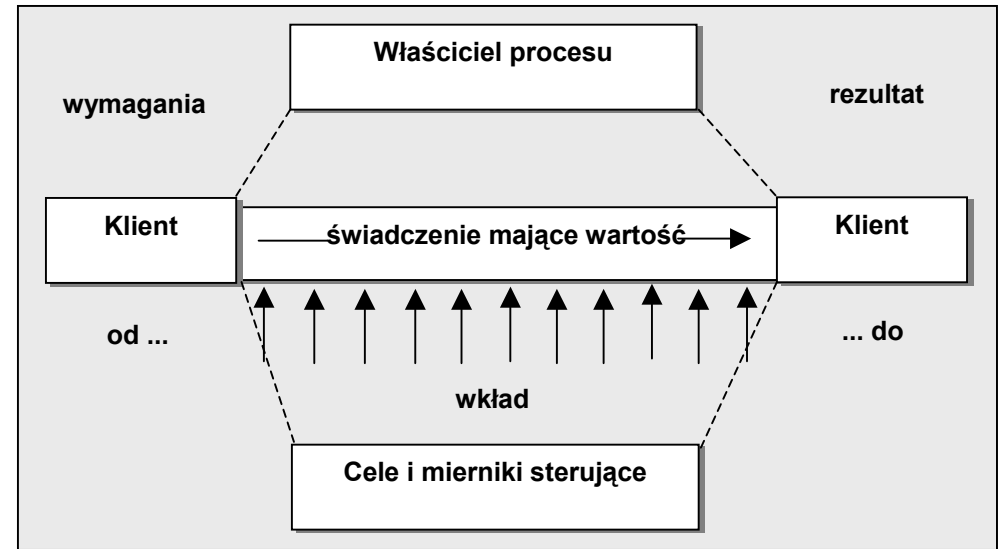 Właściciel procesu
wymagania
rezultat
Klient
świadczenie mające wartość
Klient
od ...
... do
wkład
Cele i mierniki sterujące